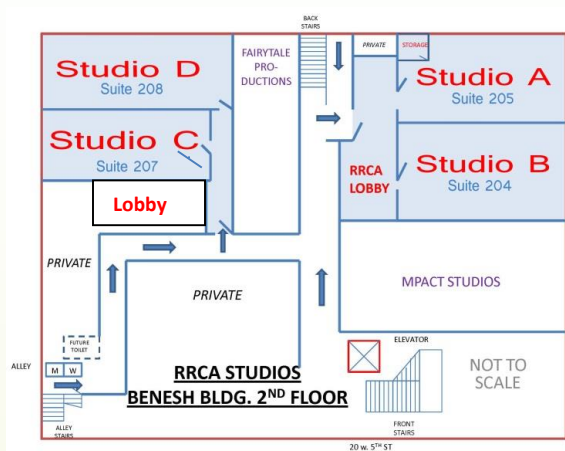 BACK
STAIRS
Studio D
Suite 208
FAIRYTALE
PRO-
DUCTIONS
PRIVATE
STORAGE
Studio A
Suite 205
Studio C
Suite 207
RRCA
LOBBY
Studio B
Suite 204
Lobby
PRIVATE
PRIVATE
MPACT STUDIOS
FUTURE
TOILET
ELEVATOR
ALLEY
M W
RRCA STUDIOS
BENESH BLDG. 2ND FLOOR
NOT TO
SCALE
ALLEY
STAIRS
FRONT
STAIRS
20 w. 5TH ST